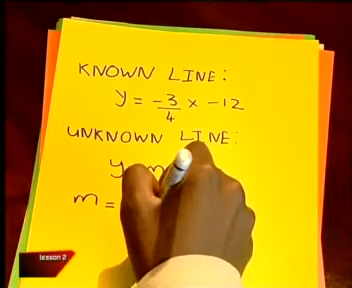 KNOWN LINE:
y = -3/4 x -12
UNKNOWN LINE:
y
m =
lesson 2